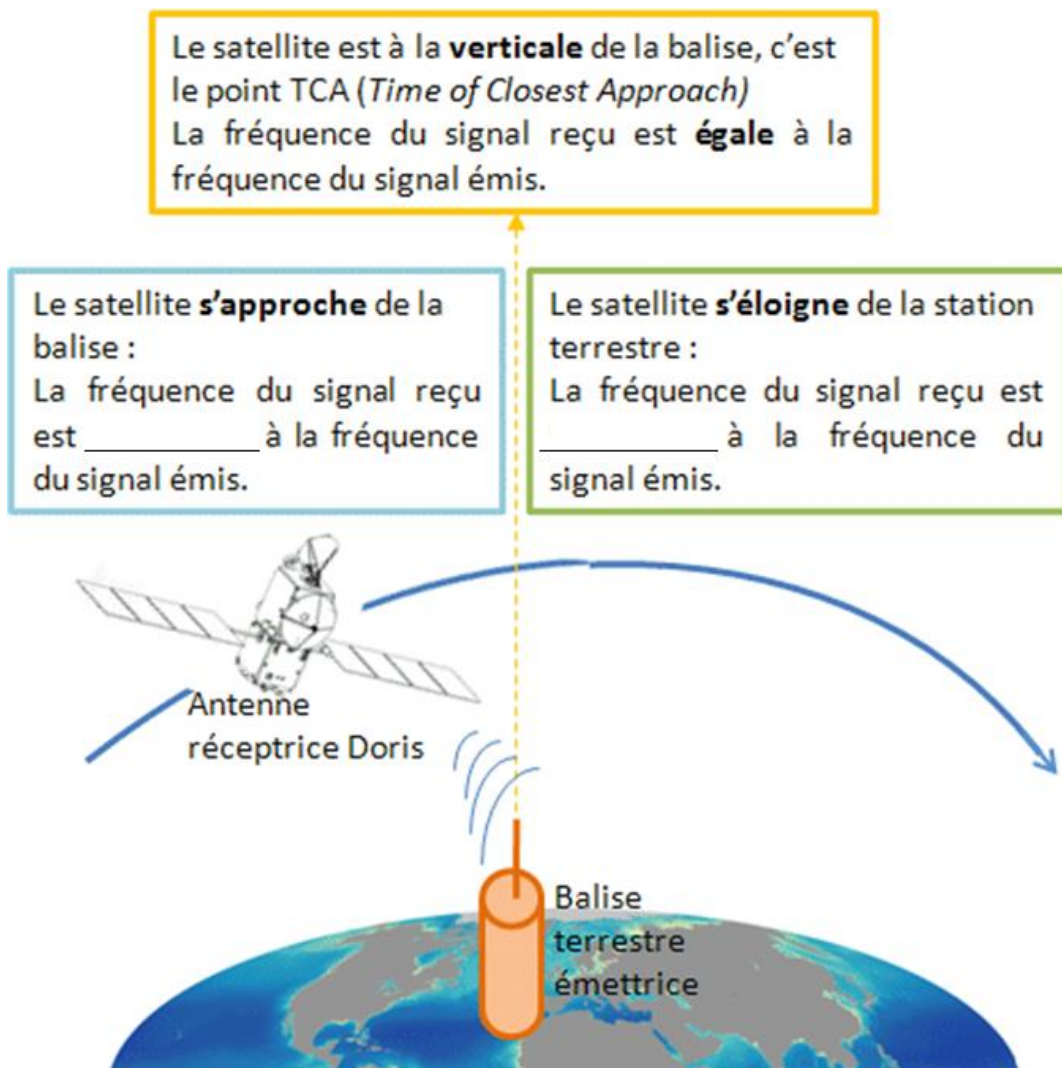 Le satellite est à la verticale de la balise, c’est
le point TCA (Time of Closest Approach)
La fréquence du signal reçu est égale à la
fréquence du signal émis.
Le satellite s’approche de la
balise :
La fréquence du signal reçu
est __________ à la fréquence
du signal émis.
Le satellite s’éloigne de la station
terrestre :
La fréquence du signal reçu est
__________ à la fréquence du
signal émis.
Antenne
réceptrice Doris
Balise
terrestre
émettrice